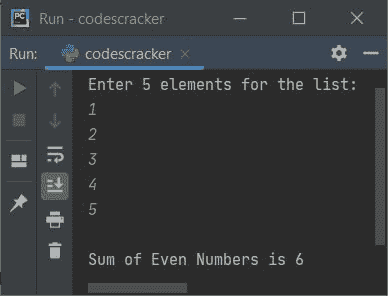 PC
Run - codescracker
Run: codescracker
Enter 5 elements for the list:
1
2
3
4
5
Sum of Even Numbers is 6